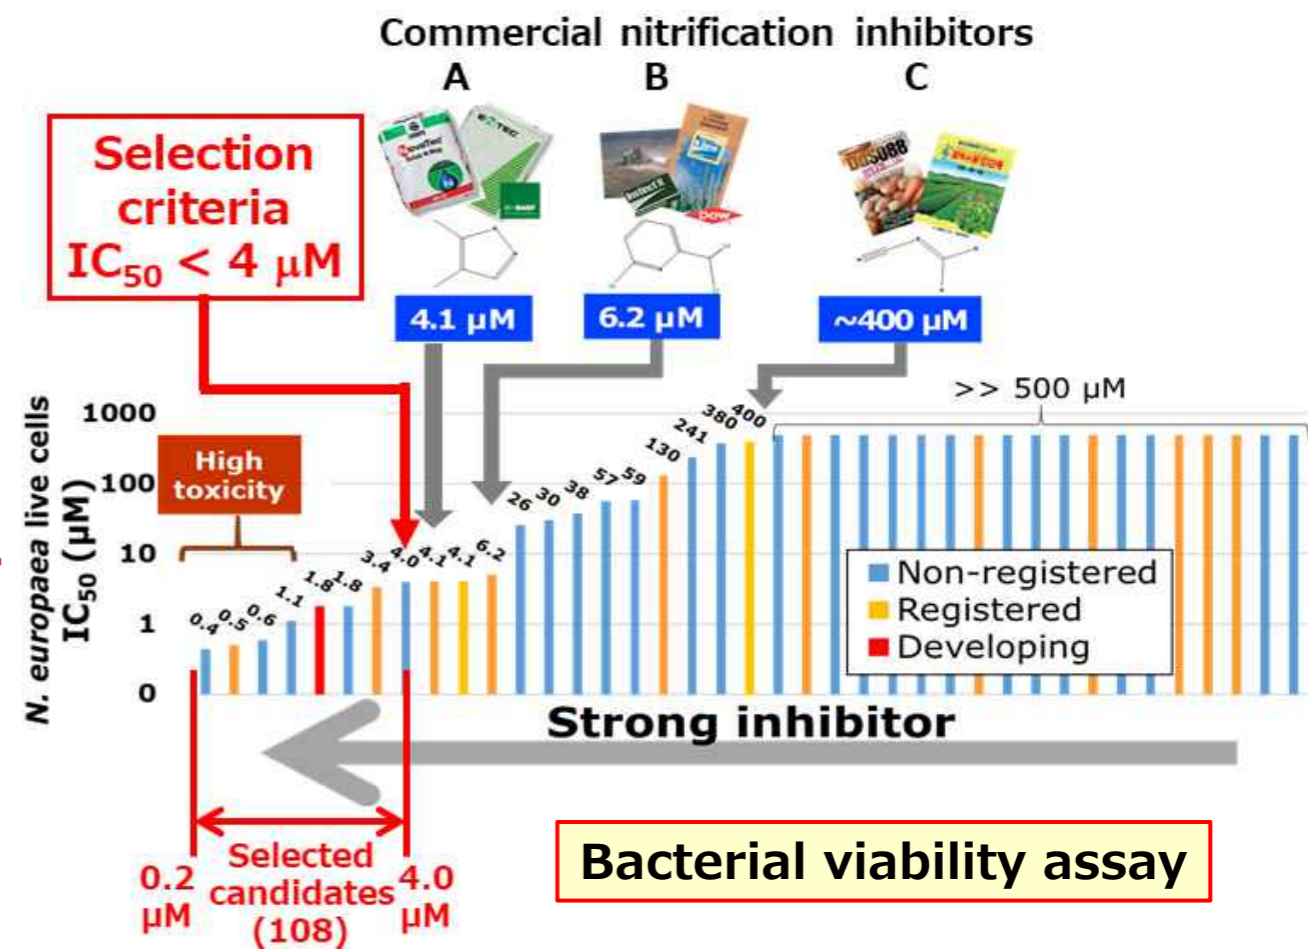 Commercial nitrification inhibitors
A
B
C
Selection
criteria
IC₅₀ < 4 μM
NovaTec
DOW
Instinct II
4.1 μM
6.2 μM
~400 μM
N. europaea live cells
IC₅₀ (μM)
1000
100
10
1
0
High
toxicity
0.4
0.5
0.6
1.1
1.8
1.8
3.4
4.0
4.1
4.1
6.2
26
30
38
57
59
130
241
380
400
>> 500 μM
Non-registered
Registered
Developing
Strong inhibitor
0.2
μM
Selected
candidates
(108)
4.0
μM
Bacterial viability assay